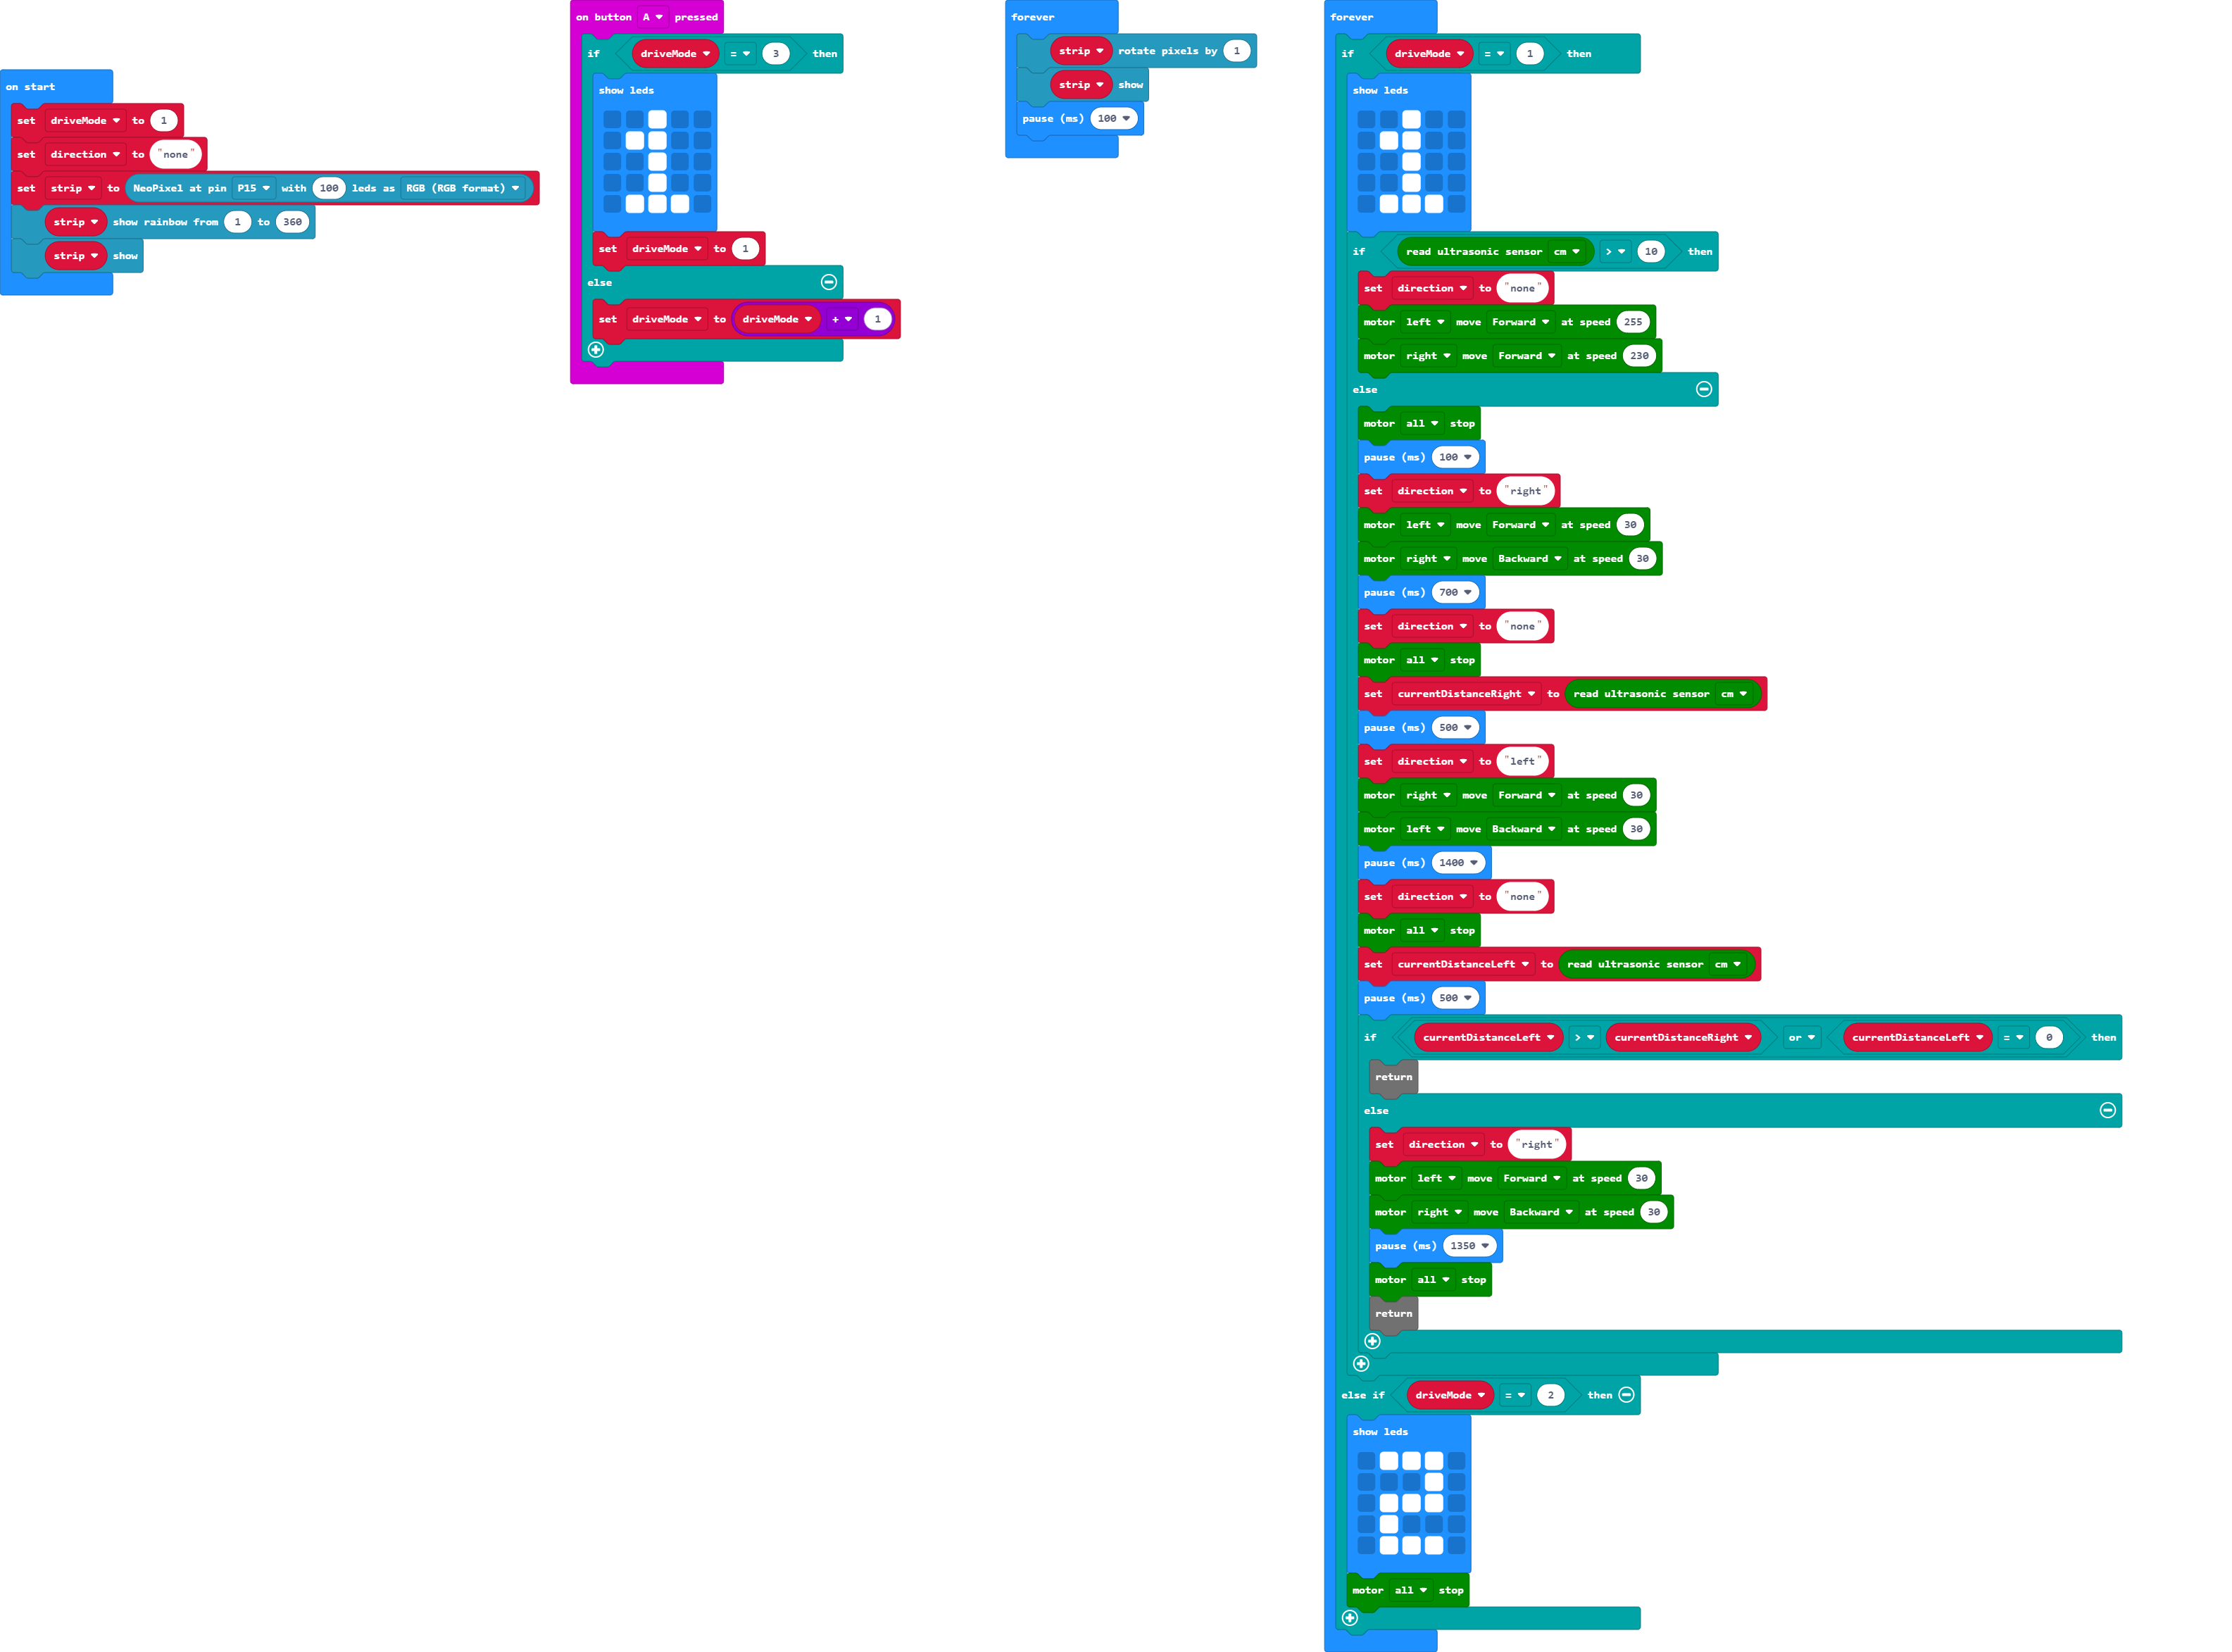 on start
set driveMode to 1
set direction to "none"
set strip to NeoPixel at pin P15 with 100 leds as RGB (RGB format)
strip show rainbow from 1 to 360
strip show
on button A pressed
if driveMode = 3 then
show leds
set driveMode to 1
else
set driveMode to driveMode + 1
forever
strip rotate pixels by 1
strip show
pause (ms) 100
forever
if driveMode = 1 then
show leds
if read ultrasonic sensor cm > 10 then
set direction to "none"
motor left move Forward at speed 255
motor right move Forward at speed 230
else
motor all stop
pause (ms) 100
set direction to "right"
motor left move Forward at speed 30
motor right move Backward at speed 30
pause (ms) 700
set direction to "none"
motor all stop
set currentDistanceRight to read ultrasonic sensor cm
pause (ms) 500
set direction to "left"
motor right move Forward at speed 30
motor left move Backward at speed 30
pause (ms) 1400
set direction to "none"
motor all stop
set currentDistanceLeft to read ultrasonic sensor cm
pause (ms) 500
if currentDistanceLeft > currentDistanceRight or currentDistanceLeft = 0 then
return
else
set direction to "right"
motor left move Forward at speed 30
motor right move Backward at speed 30
pause (ms) 1350
motor all stop
return
else if driveMode = 2 then
show leds
motor all stop